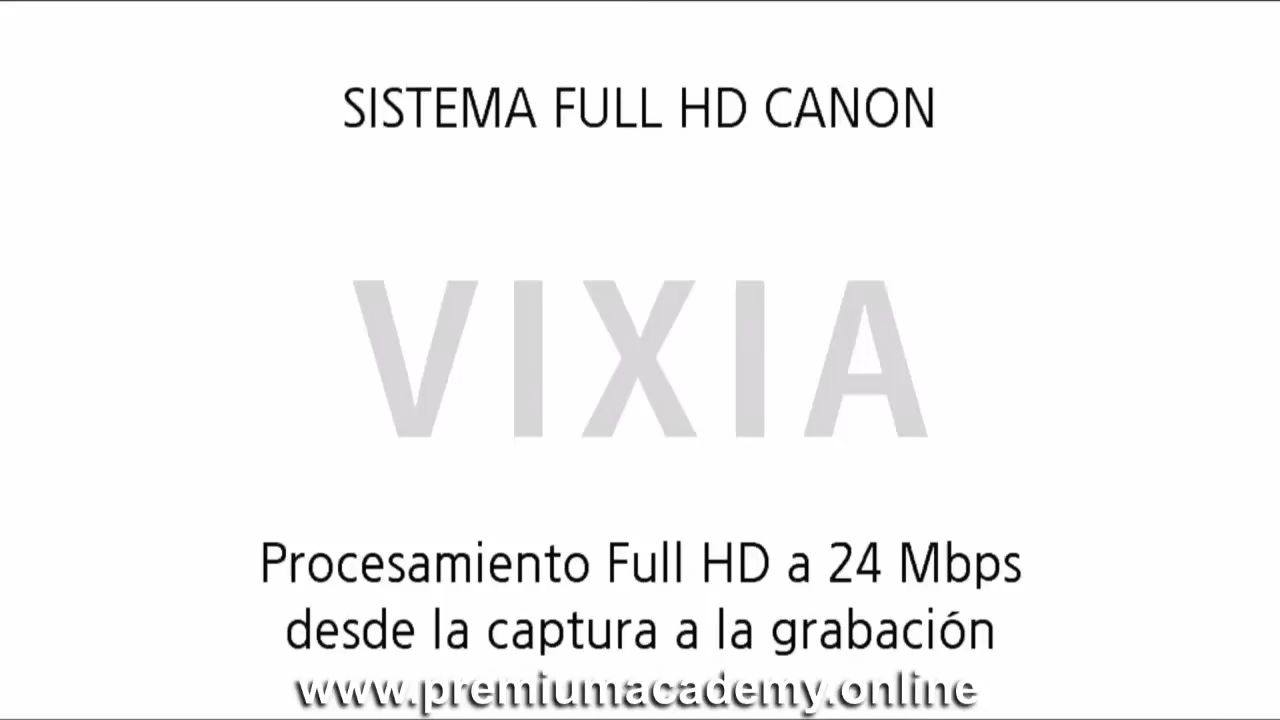 SISTEMA FULL HD CANON
VIXIA
Procesamiento Full HD a 24 Mbps
desde la captura a la grabación
www.premiumacademy.online